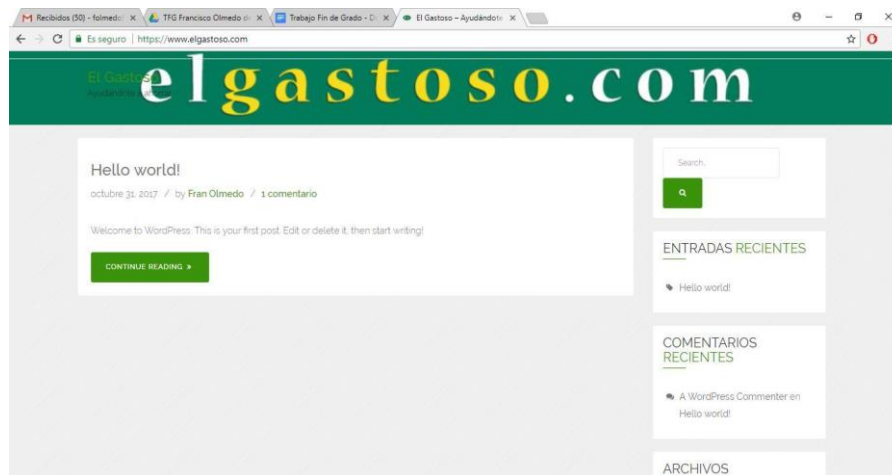 Recibidos (50) - folmedo
TFG Francisco Olmedo de
Trabajo Fin de Grado - D
El Gastoso – Ayudándote
Es seguro | https://www.elgastoso.com
El Gastoso
elgastoso.com
Hello world!
octubre 31, 2017 / by Fran Olmedo / 1 comentario
Welcome to WordPress. This is your first post. Edit or delete it, then start writing!
CONTINUE READING »
Search..
ENTRADAS RECIENTES
Hello world!
COMENTARIOS
RECIENTES
A WordPress Commenter en
Hello world!
ARCHIVOS